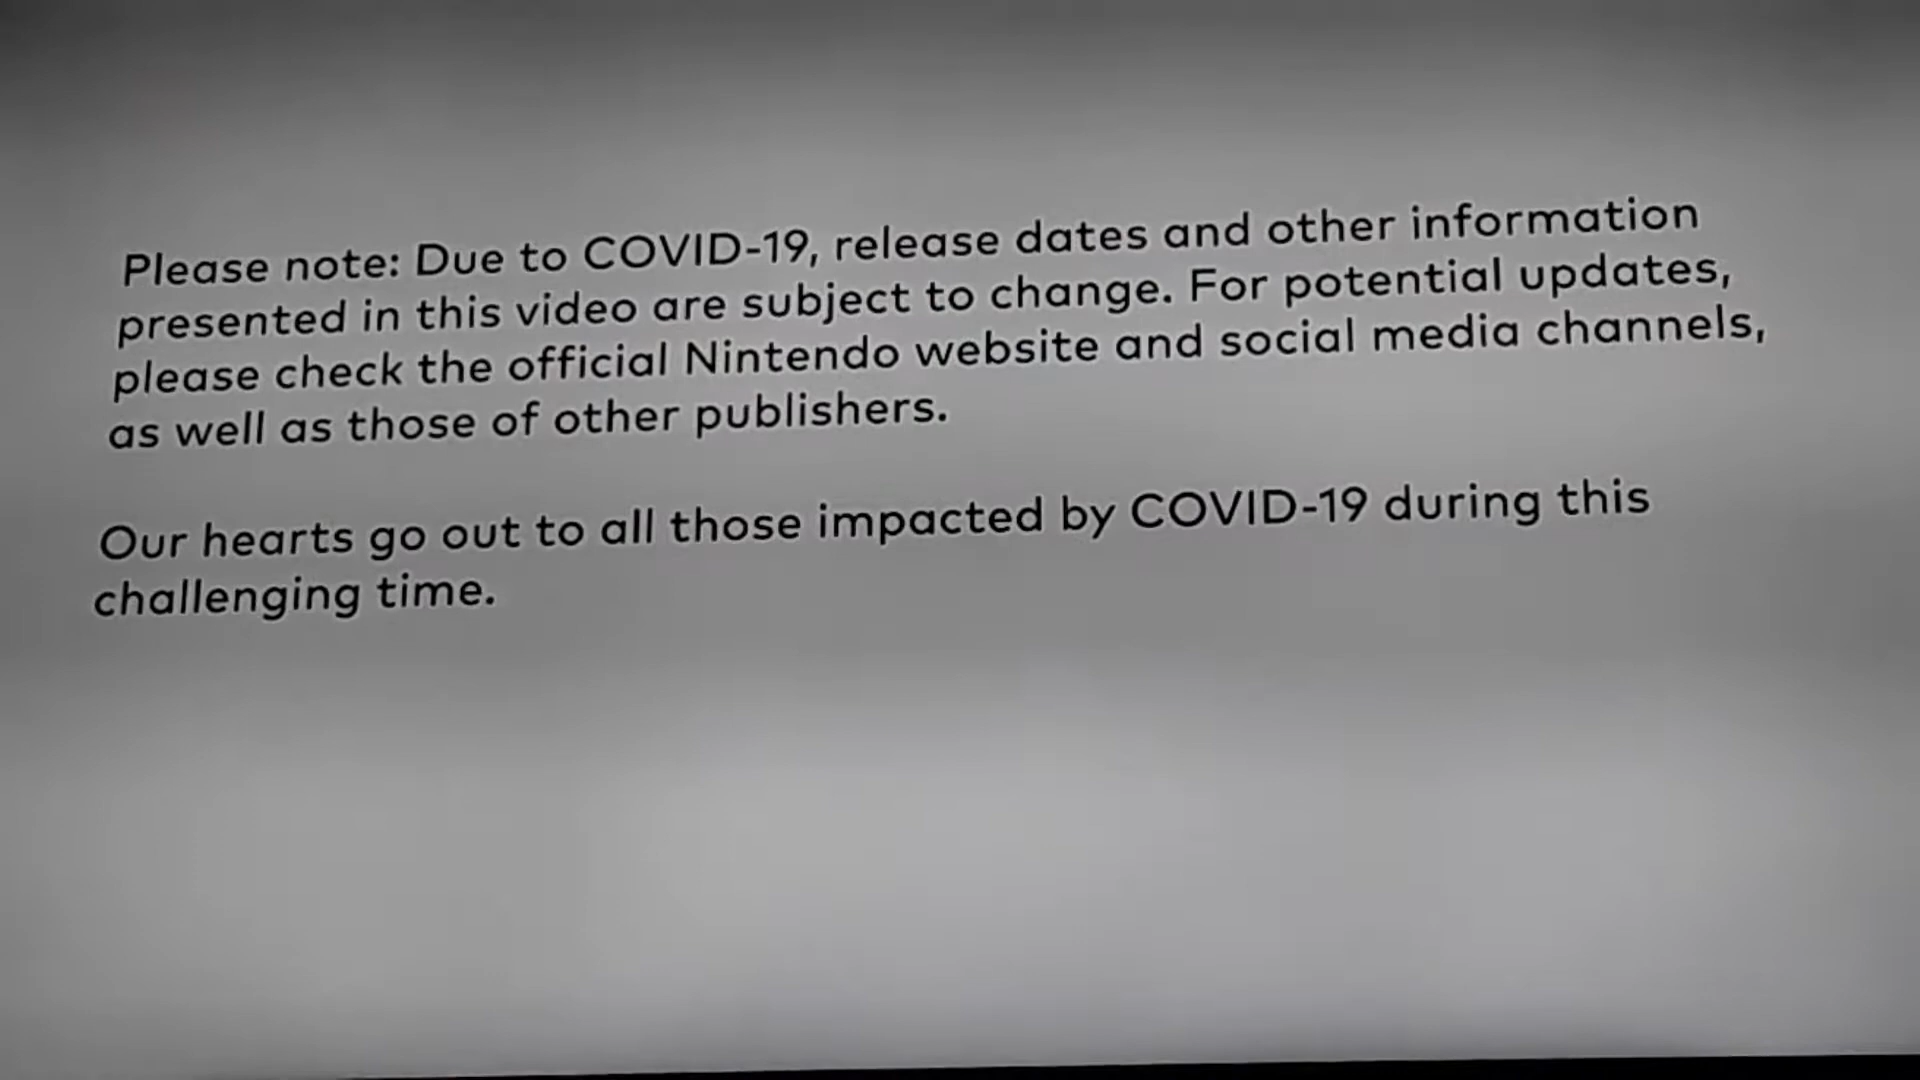 Please note: Due to COVID-19, release dates and other information
presented in this video are subject to change. For potential updates,
please check the official Nintendo website and social media channels,
as well as those of other publishers.
Our hearts go out to all those impacted by COVID-19 during this
challenging time.